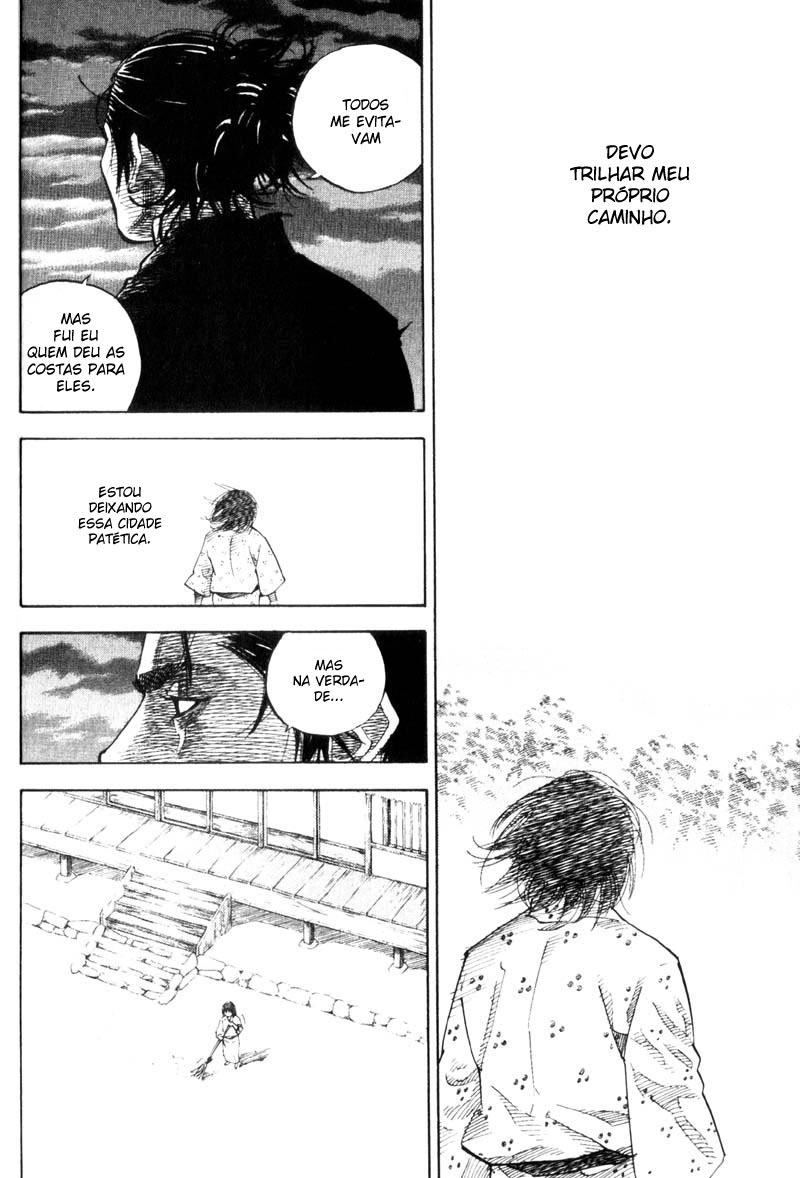 DEVO
TRILHAR MEU
PRÓPRIO
CAMINHO.
TODOS
ME EVITA-
VAM
MAS
FUI EU
QUEM DEU AS
COSTAS PARA
ELES.
ESTOU
DEIXANDO
ESSA CIDADE
PATÉTICA.
MAS
NA VERDA-
DE...